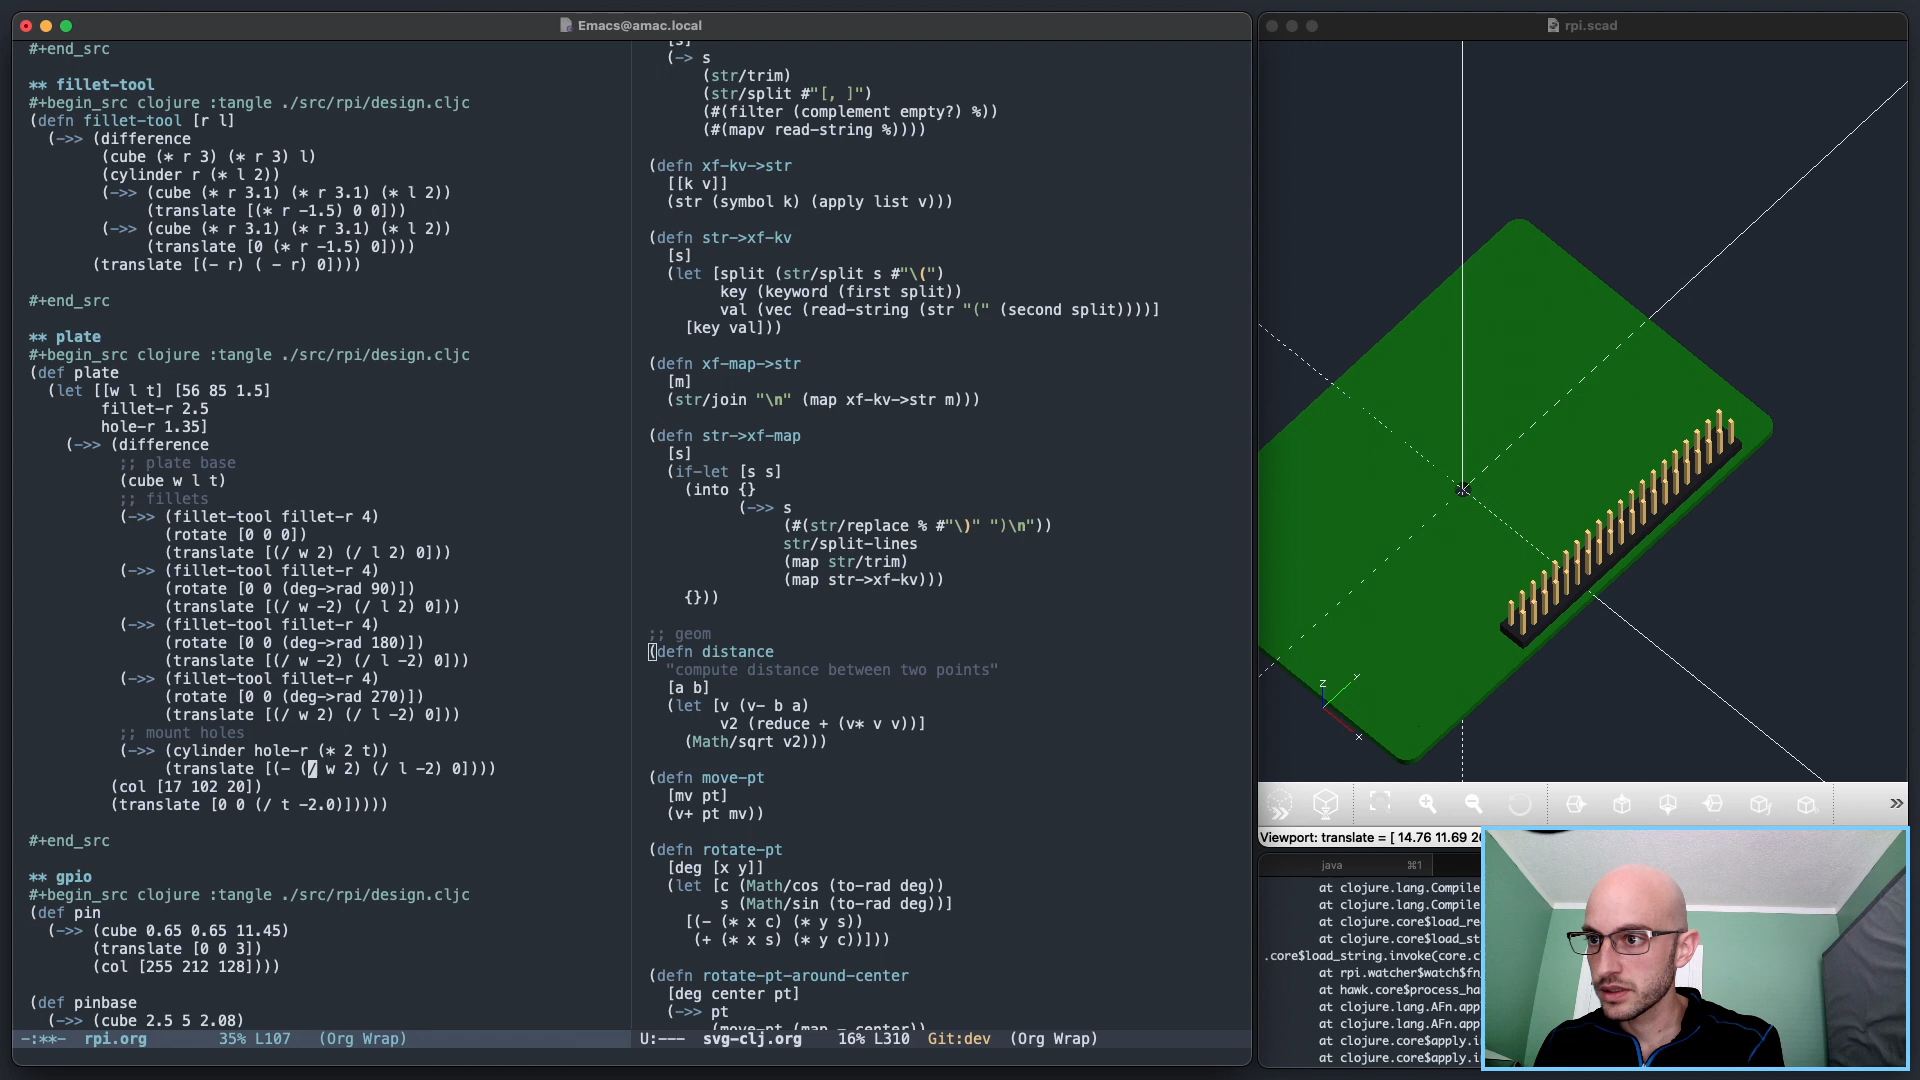 Emacs@amac.local
#+end_src
** fillet-tool
#+begin_src clojure :tangle ./src/rpi/design.cljc
(defn fillet-tool [r l]
(->> (difference
(cube (* r 3) (* r 3) l)
(cylinder r (* l 2))
(->> (cube (* r 3.1) (* r 3.1) (* l 2))
(translate [(* r -1.5) 0 0]))
(->> (cube (* r 3.1) (* r 3.1) (* l 2))
(translate [0 (* r -1.5) 0])))
(translate [(- r) ( - r) 0])))
#+end_src
** plate
#+begin_src clojure :tangle ./src/rpi/design.cljc
(def plate
(let [[w l t] [56 85 1.5]
fillet-r 2.5
hole-r 1.35]
(->> (difference
;; plate base
(cube w l t)
;; fillets
(->> (fillet-tool fillet-r 4)
(rotate [0 0 0])
(translate [(/ w 2) (/ l 2) 0]))
(->> (fillet-tool fillet-r 4)
(rotate [0 0 (deg->rad 90)])
(translate [(/ w -2) (/ l 2) 0]))
(->> (fillet-tool fillet-r 4)
(rotate [0 0 (deg->rad 180)])
(translate [(/ w -2) (/ l -2) 0]))
(->> (fillet-tool fillet-r 4)
(rotate [0 0 (deg->rad 270)])
(translate [(/ w 2) (/ l -2) 0]))
;; mount holes
(->> (cylinder hole-r (* 2 t))
(translate [(- (/ w 2) (/ l -2) 0])))
(col [17 102 20])
(translate [0 0 (/ t -2.0)]))))
#+end_src
** gpio
#+begin_src clojure :tangle ./src/rpi/design.cljc
(def pin
(->> (cube 0.65 0.65 11.45)
(translate [0 0 3])
(col [255 212 128])))
(def pinbase
(->> (cube 2.5 5 2.08)
-:**- rpi.org 35% L107 (Org Wrap)
[s]
(-> s
(str/trim)
(str/split #"[, ]")
(#(filter (complement empty?) %))
(#(mapv read-string %))))
(defn xf-kv->str
[[k v]]
(str (symbol k) (apply list v)))
(defn str->xf-kv
[s]
(let [split (str/split s #"\(")
key (keyword (first split))
val (vec (read-string (str "(" (second split))))]
[key val]))
(defn xf-map->str
[m]
(str/join "\n" (map xf-kv->str m)))
(defn str->xf-map
[s]
(if-let [s s]
(into {}
(->> s
(#(str/replace % #"\)" ")\n"))
str/split-lines
(map str/trim)
(map str->xf-kv)))
{}))
;; geom
(defn distance
"compute distance between two points"
[a b]
(let [v (v- b a)
v2 (reduce + (v* v v))]
(Math/sqrt v2)))
(defn move-pt
[mv pt]
(v+ pt mv))
(defn rotate-pt
[deg [x y]]
(let [c (Math/cos (to-rad deg))
s (Math/sin (to-rad deg))]
[(- (* x c) (* y s))
(+ (* x s) (* y c))]))
(defn rotate-pt-around-center
[deg center pt]
(->> pt
(move-pt (map - center))
U:--- svg-clj.org 16% L310 Git:dev (Org Wrap)
rpi.scad
Z
Y
X
»
Viewport: translate = [ 14.76 11.69
java ⌘1
at clojure.lang.Compile
at clojure.lang.Compile
at clojure.core$load_re
at clojure.core$load_st
.core$load_string.invoke(core.c
at rpi.watcher$watch$fn
at hawk.core$process_ha
at clojure.lang.AFn.app
at clojure.lang.AFn.app
at clojure.core$apply.i
at clojure.core$apply.i